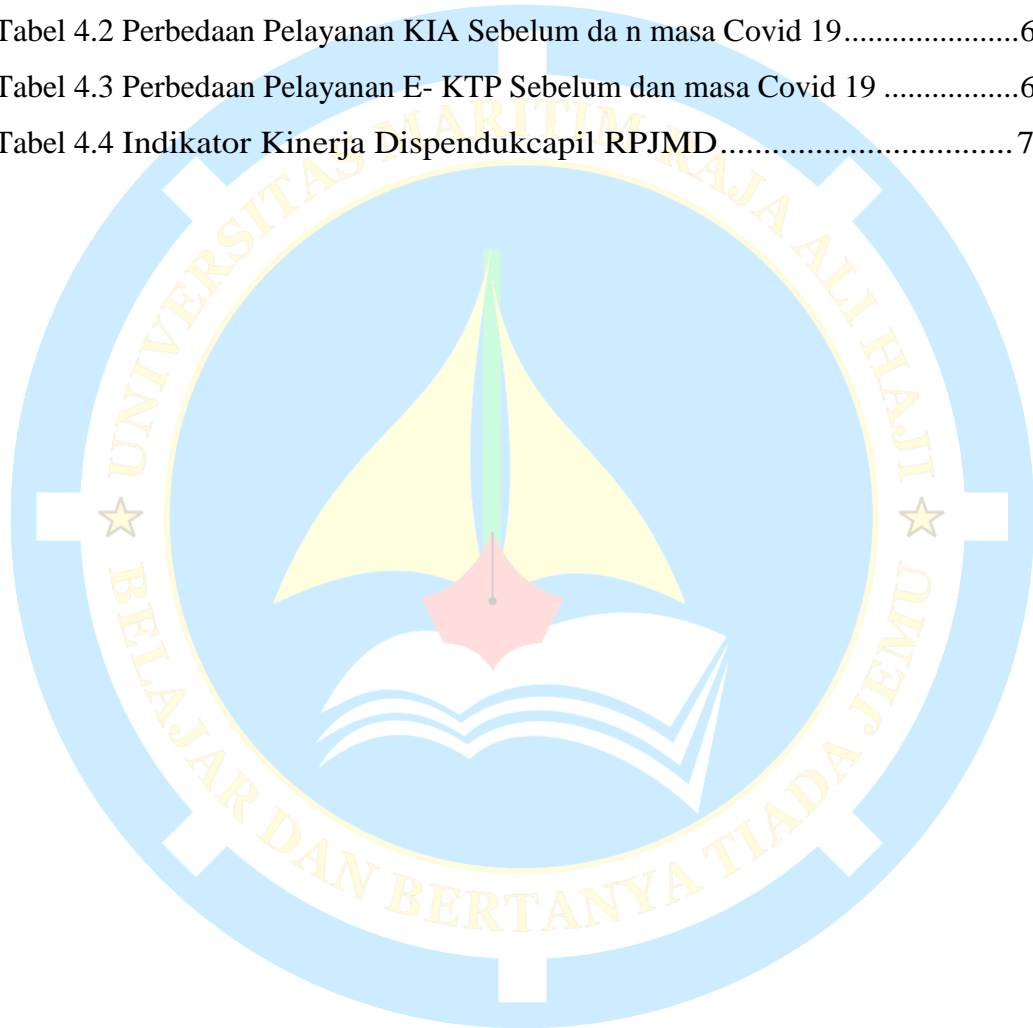 Tabel 4.2 Perbedaan Pelayanan KIA Sebelum da n masa Covid 19.....................6
Tabel 4.3 Perbedaan Pelayanan E- KTP Sebelum dan masa Covid 19 ................6
Tabel 4.4 Indikator Kinerja Dispendukcapil RPJMD.................................7
UNIVERSITAS MARITIM RAJA ALI HAJI
BELAJAR DAN BERTANYA TIADA JEMU